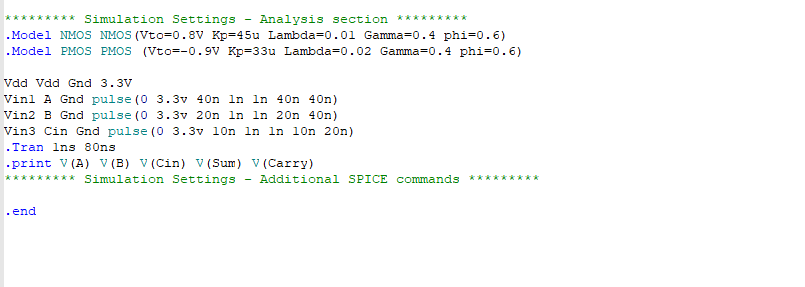 ********* Simulation Settings - Analysis section *********
.Model NMOS NMOS(Vto=0.8V Kp=45u Lambda=0.01 Gamma=0.4 phi=0.6)
.Model PMOS PMOS (Vto=-0.9V Kp=33u Lambda=0.02 Gamma=0.4 phi=0.6)
Vdd Vdd Gnd 3.3V
Vin1 A Gnd pulse(0 3.3v 40n 1n 1n 40n 40n)
Vin2 B Gnd pulse(0 3.3v 20n 1n 1n 20n 40n)
Vin3 Cin Gnd pulse(0 3.3v 10n 1n 1n 10n 20n)
.Tran 1ns 80ns
.print V(A) V(B) V(Cin) V(Sum) V(Carry)
********* Simulation Settings - Additional SPICE commands *********
.end